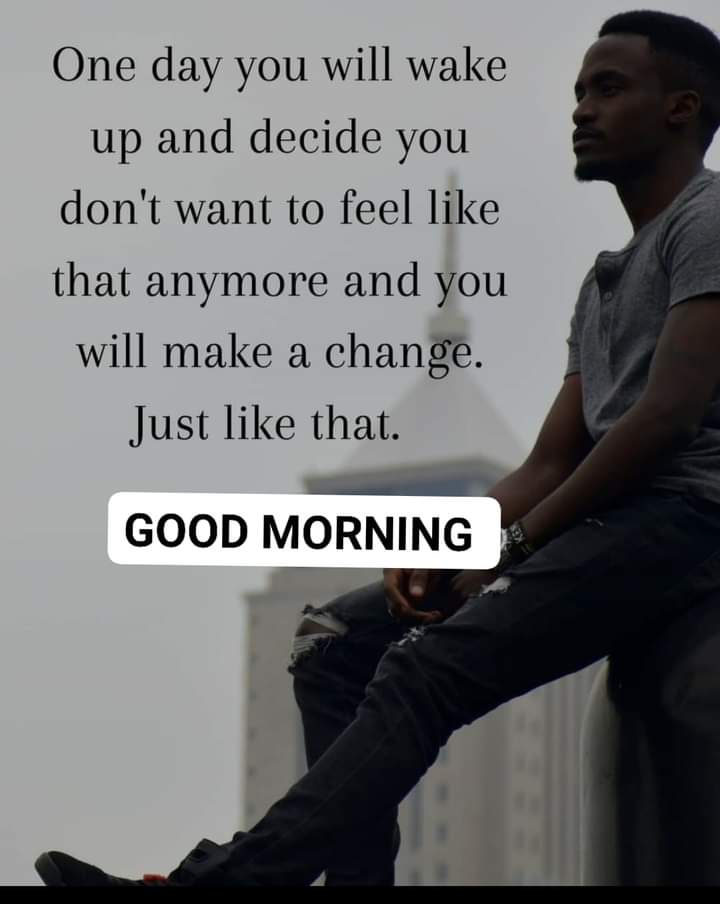 One day you will wake
up and decide you
don't want to feel like
that anymore and you
will make a change.
Just like that.
GOOD MORNING